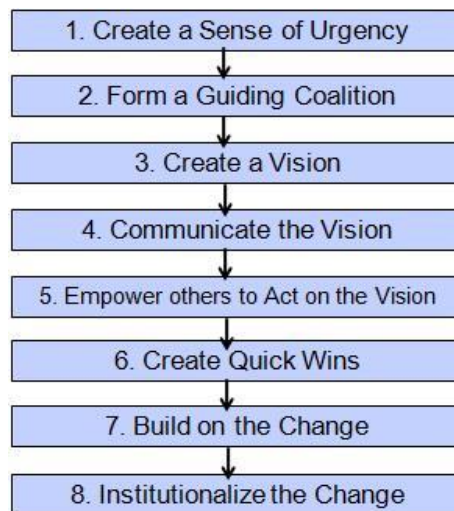 1. Create a Sense of Urgency
2. Form a Guiding Coalition
3. Create a Vision
4. Communicate the Vision
5. Empower others to Act on the Vision
6. Create Quick Wins
7. Build on the Change
8. Institutionalize the Change